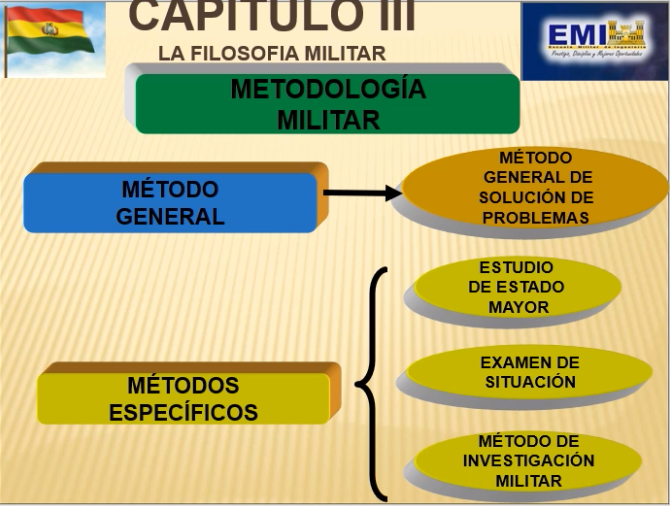 CAPITULO III
LA FILOSOFIA MILITAR
EMI
Escuela Militar de Ingeniería
Prestigio, Disciplina y Mejores Oportunidades
METODOLOGÍA
MILITAR
MÉTODO
GENERAL
MÉTODO
GENERAL DE
SOLUCIÓN DE
PROBLEMAS
ESTUDIO
DE ESTADO
MAYOR
MÉTODOS
ESPECÍFICOS
EXAMEN DE
SITUACIÓN
MÉTODO DE
INVESTIGACIÓN
MILITAR